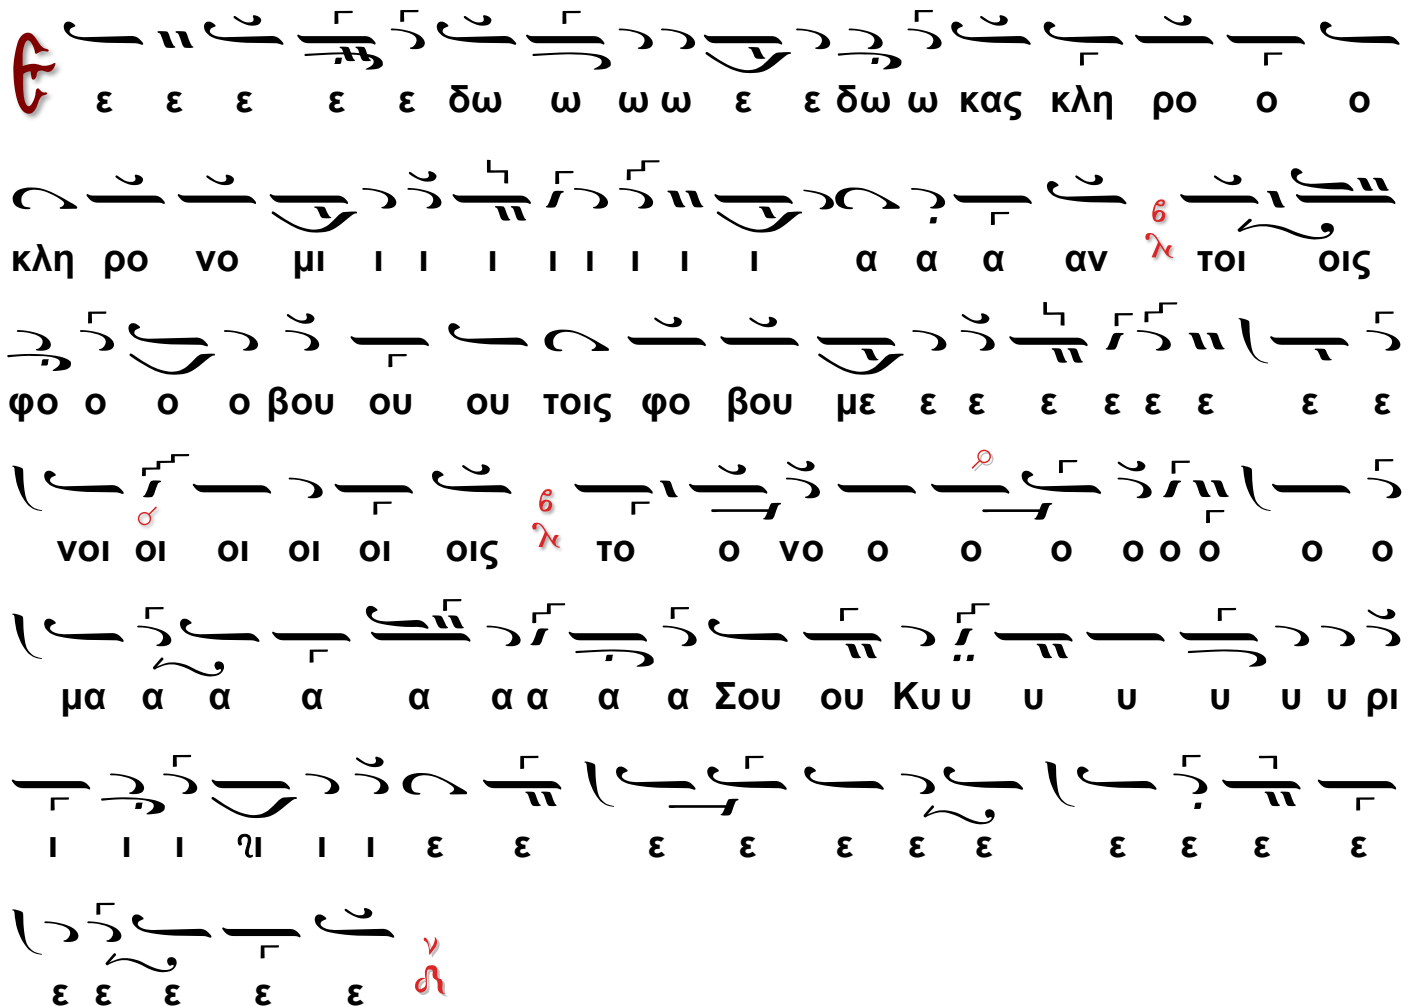 Ε ε ε ε ε ε δω ω ω ω ε ε δω ω κας κλη ρο ο ο
κλη ρο νο μι ι ι ι ι ι ι ι ι α α α αν τοι οις
φο ο ο ο βου ου ου τοις φο βου με ε ε ε ε ε ε ε ε
νοι οι οι οι οι οις το ο νο ο ο ο ο ο ο ο ο
μα α α α α α α α α Σου ου Κυ υ υ υ υ υ υ ρι
ι ι ι ι ι ι ε ε ε ε ε ε ε ε ε ε ε
ε ε ε ε ε